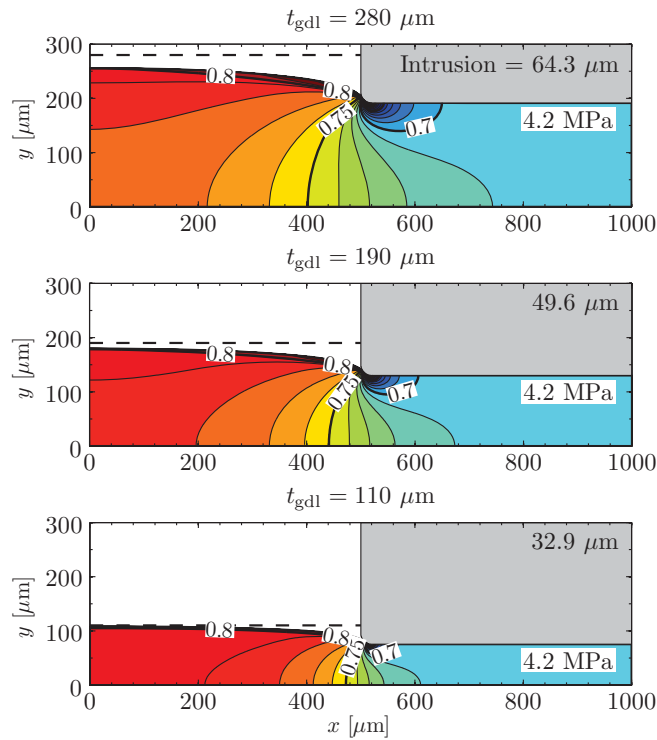 t_gdl = 280 μm
y [μm]
300
200
100
0
0.8
0.8
0.75
0.7
Intrusion = 64.3 μm
4.2 MPa
0 200 400 600 800 1000
t_gdl = 190 μm
y [μm]
300
200
100
0
0.8
0.8
0.75
0.7
49.6 μm
4.2 MPa
0 200 400 600 800 1000
t_gdl = 110 μm
y [μm]
300
200
100
0
0.8
0.8
0.75
0.7
32.9 μm
4.2 MPa
0 200 400 600 800 1000
x [μm]